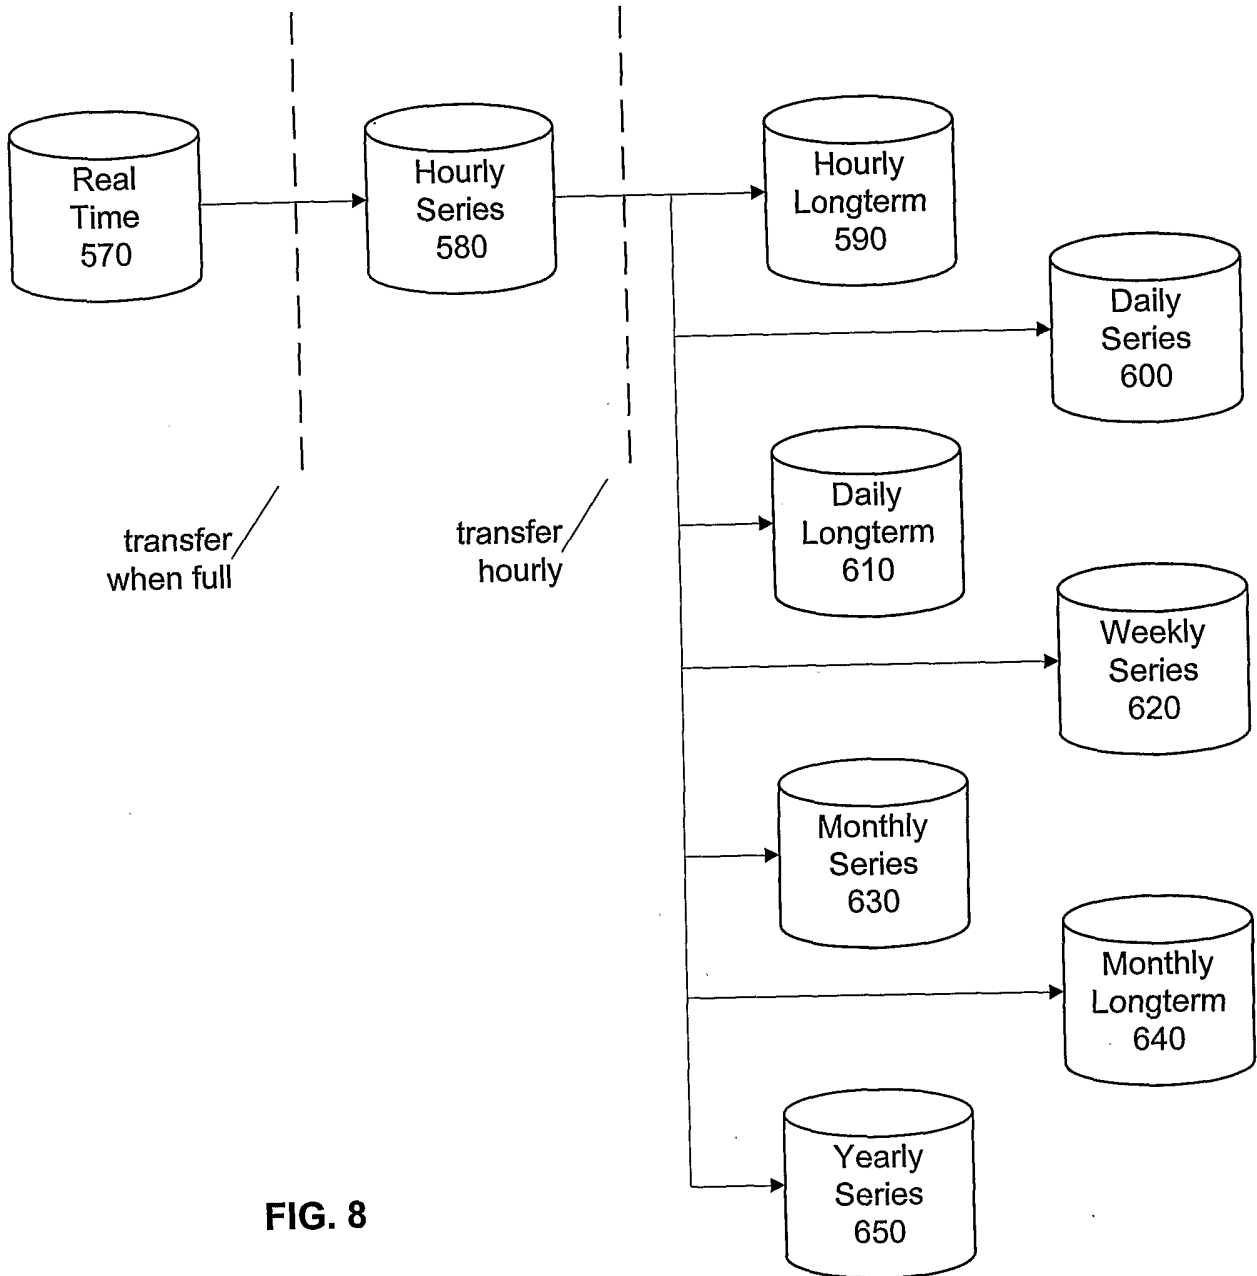 Real
Time
570
Hourly
Series
580
Hourly
Longterm
590
Daily
Series
600
Daily
Longterm
610
transfer
when full
transfer
hourly
Weekly
Series
620
Monthly
Series
630
Monthly
Longterm
640
Yearly
Series
650
FIG. 8